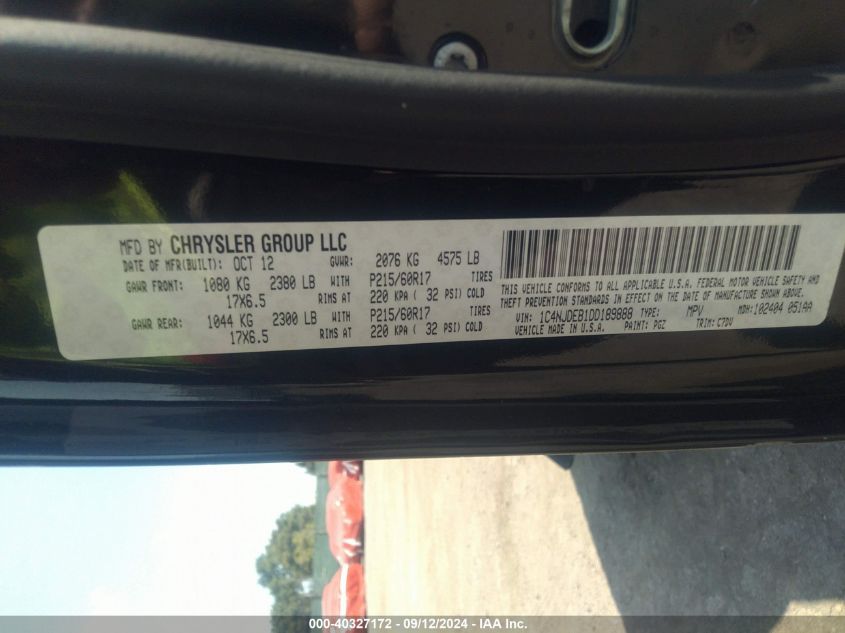 MFD BY CHRYSLER GROUP LLC
DATE OF MFR(BUILT): OCT 12 GVWR: 2076 KG 4575 LB
GAWR FRONT: 1080 KG 2380 LB WITH P215/60R17 TIRES
17X6.5 RIMS AT 220 KPA ( 32 PSI) COLD
GAWR REAR: 1044 KG 2300 LB WITH P215/60R17 TIRES
17X6.5 RIMS AT 220 KPA ( 32 PSI) COLD
THIS VEHICLE CONFORMS TO ALL APPLICABLE U.S.A. FEDERAL MOTOR VEHICLE SAFETY AND
THEFT PREVENTION STANDARDS IN EFFECT ON THE DATE OF MANUFACTURE SHOWN ABOVE.
VIN: 1C4NJDEB1DD189888 TYPE: MPV MDH:102404 051AA
VEHICLE MADE IN U.S.A. PAINT: PGZ TRIM: C7DV
000-40327172 - 09/12/2024 - IAA Inc.